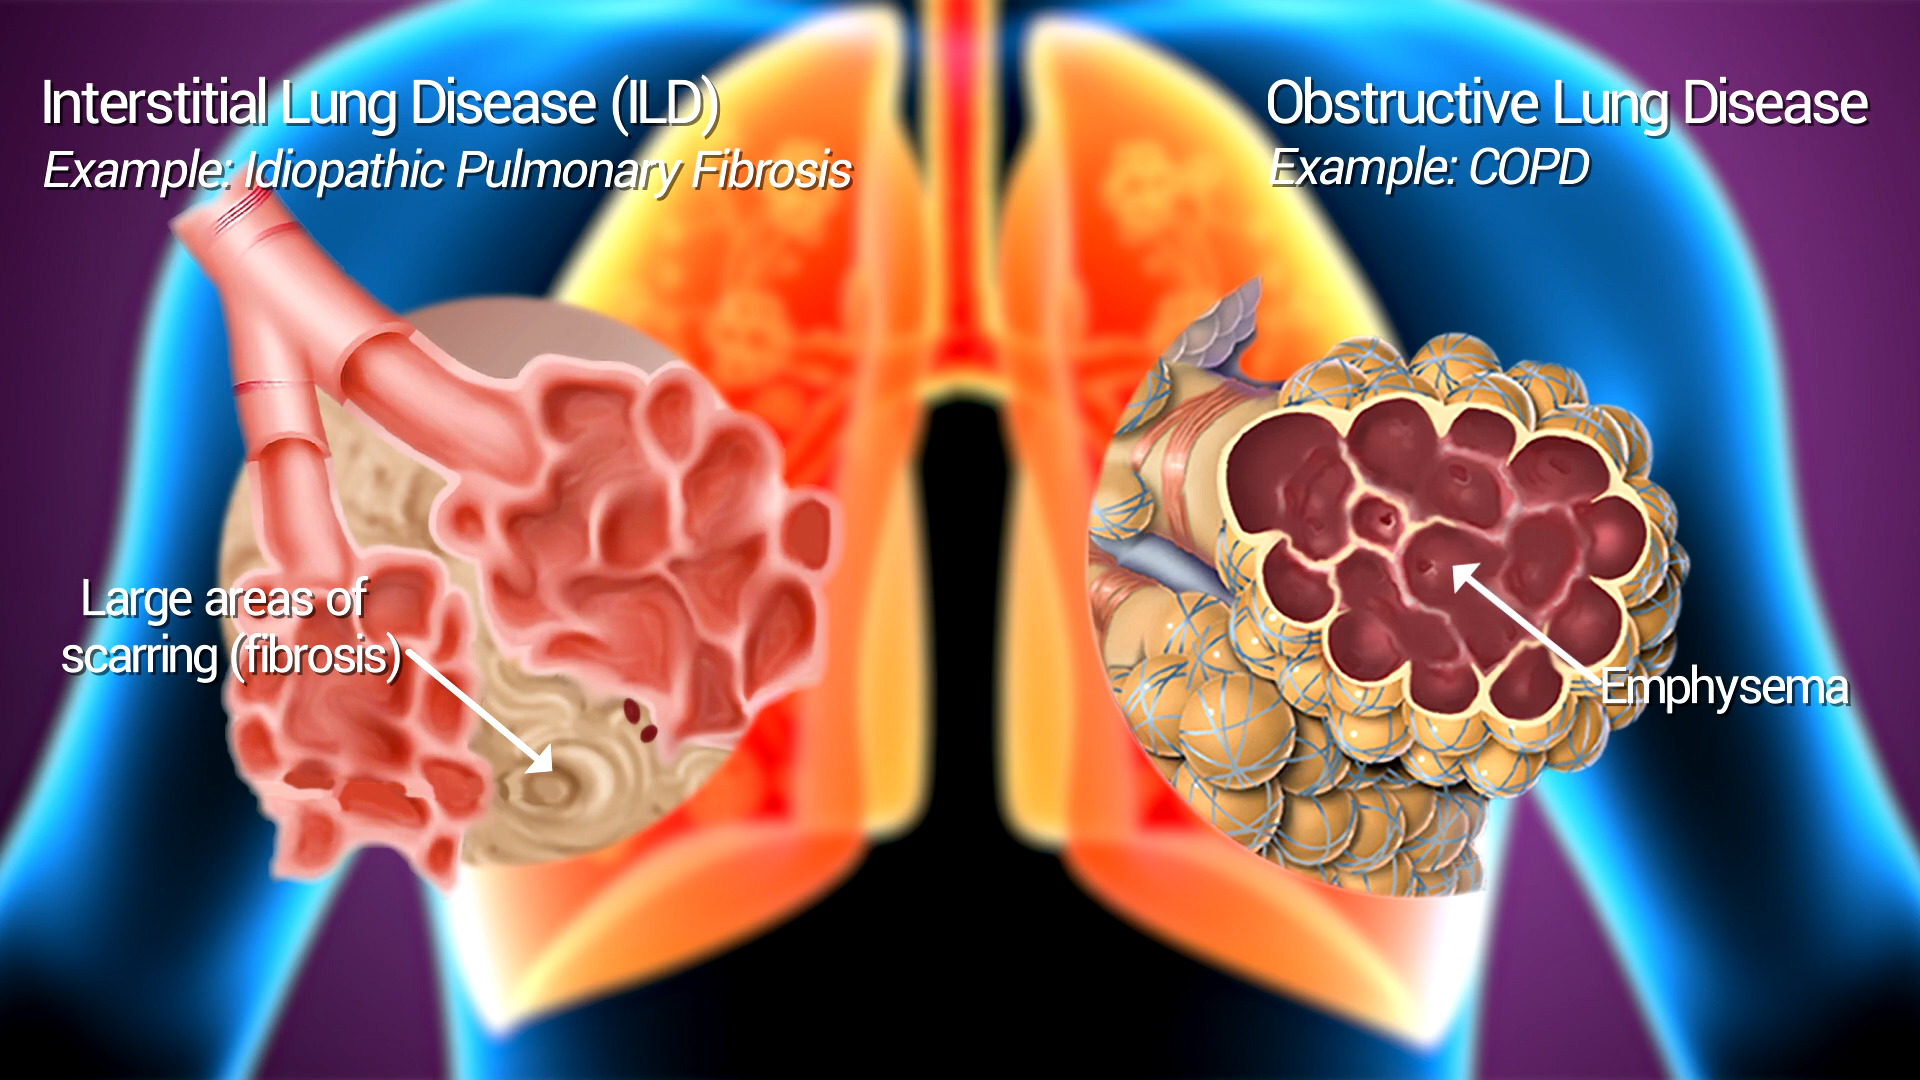 Interstitial Lung Disease (ILD)
Example: Idiopathic Pulmonary Fibrosis
Obstructive Lung Disease
Example: COPD
Large areas of
scarring (fibrosis)
Emphysema